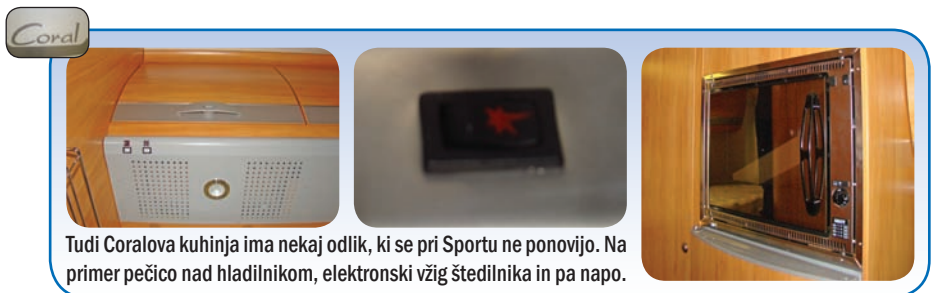 Coral
Tudi Coralova kuhinja ima nekaj odlik, ki se pri Sportu ne ponovijo. Na
primer pečico nad hladilnikom, elektronski vžig štedilnika in pa napo.